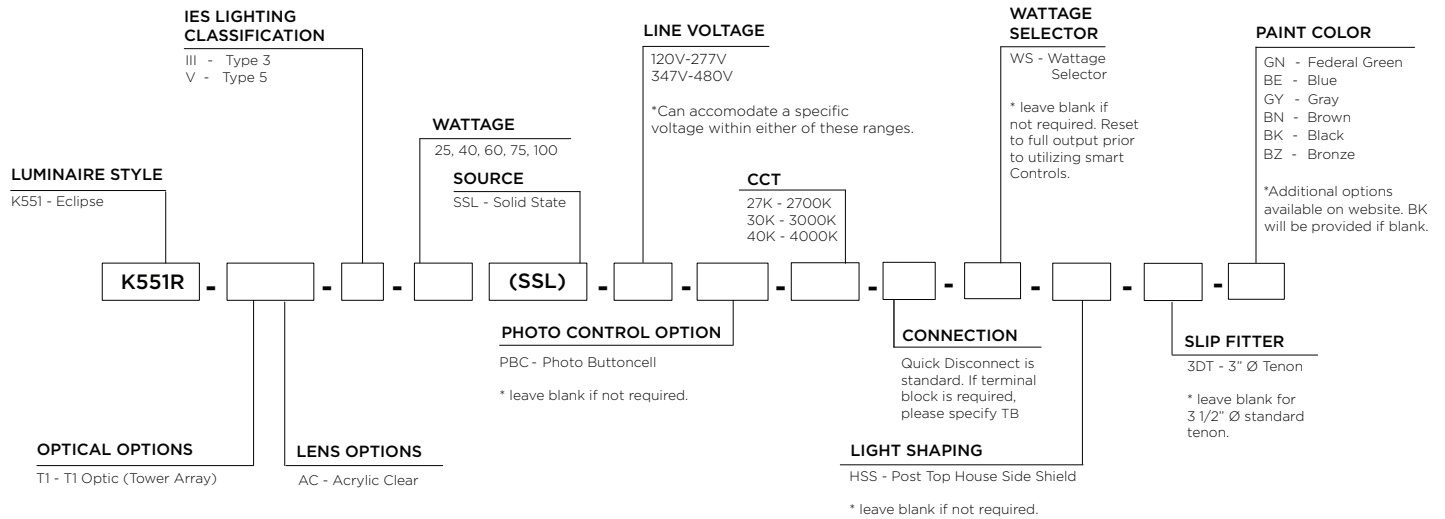 IES LIGHTING
CLASSIFICATION
III - Type 3
V - Type 5
LINE VOLTAGE
120V-277V
347V-480V
*Can accomodate a specific
voltage within either of these ranges.
WATTAGE
SELECTOR
WS - Wattage
Selector
* leave blank if
not required. Reset
to full output prior
to utilizing smart
Controls.
PAINT COLOR
GN - Federal Green
BE - Blue
GY - Gray
BN - Brown
BK - Black
BZ - Bronze
*Additional options
available on website. BK
will be provided if blank.
WATTAGE
25, 40, 60, 75, 100
LUMINAIRE STYLE
K551 - Eclipse
SOURCE
SSL - Solid State
CCT
27K - 2700K
30K - 3000K
40K - 4000K
K551R - - - (SSL) - - - - - - - -
PHOTO CONTROL OPTION
PBC - Photo Buttoncell
* leave blank if not required.
CONNECTION
Quick Disconnect is
standard. If terminal
block is required,
please specify TB
SLIP FITTER
3DT - 3” Ø Tenon
* leave blank for
3 1/2” Ø standard
tenon.
OPTICAL OPTIONS
T1 - T1 Optic (Tower Array)
LENS OPTIONS
AC - Acrylic Clear
LIGHT SHAPING
HSS - Post Top House Side Shield
* leave blank if not required.